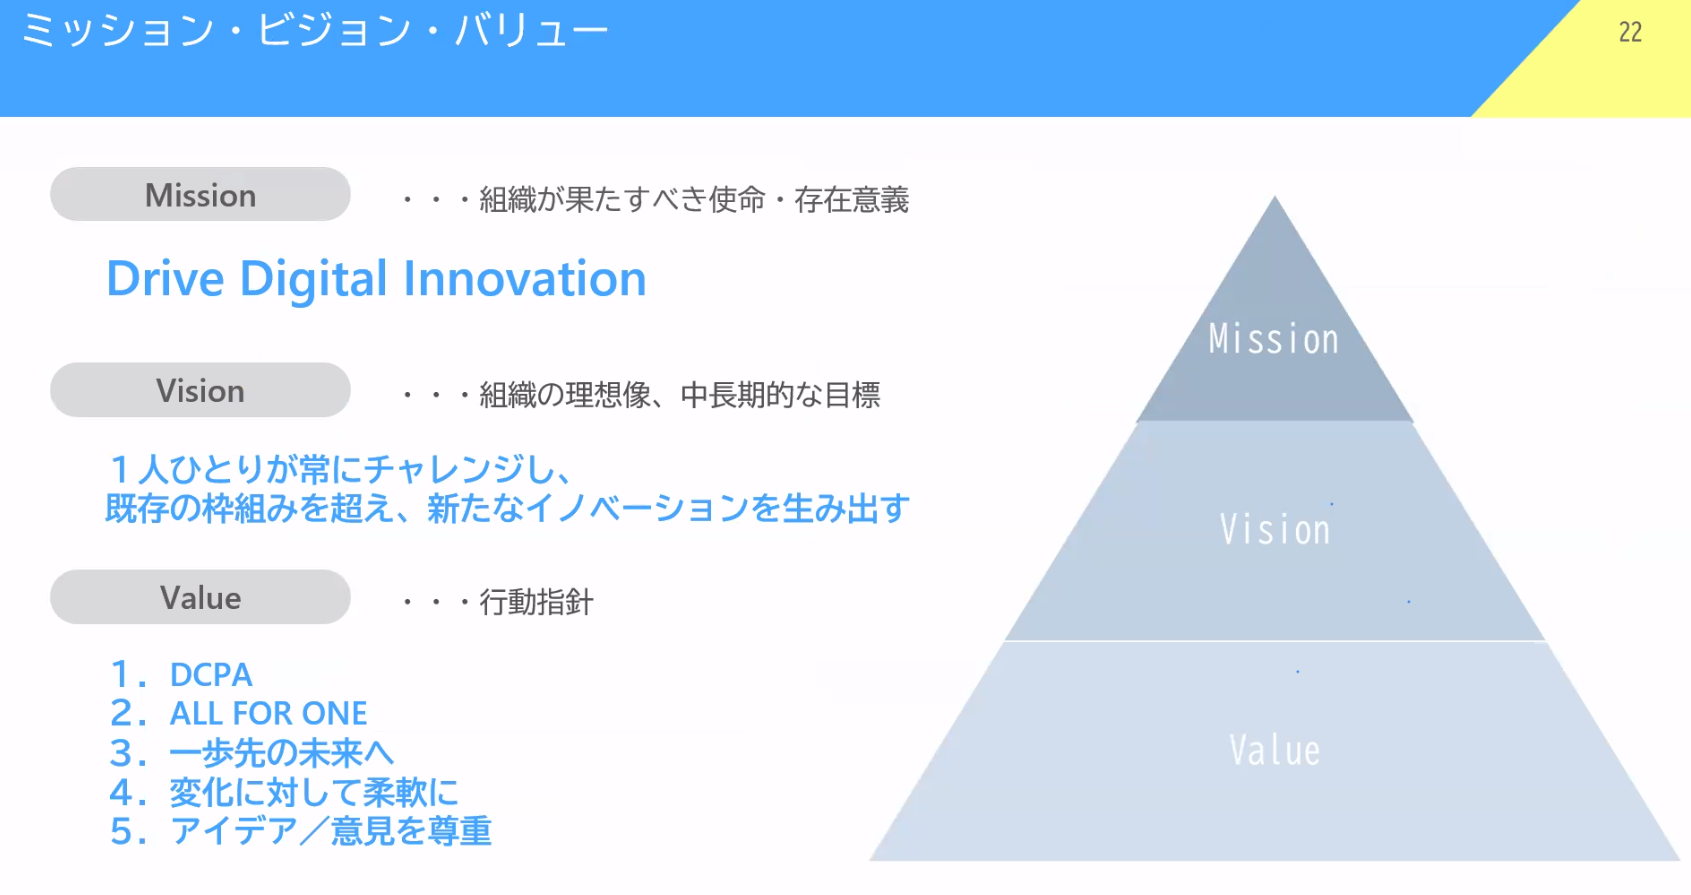 ミッション・ビジョン・バリュー
22
Mission
・・・組織が果たすべき使命・存在意義
Drive Digital Innovation
Vision
・・・組織の理想像、中長期的な目標
１人ひとりが常にチャレンジし、
既存の枠組みを超え、新たなイノベーションを生み出す
Value
・・・行動指針
１．DCPA
２．ALL FOR ONE
３．一歩先の未来へ
４．変化に対して柔軟に
５．アイデア／意見を尊重
Mission
Vision
Value